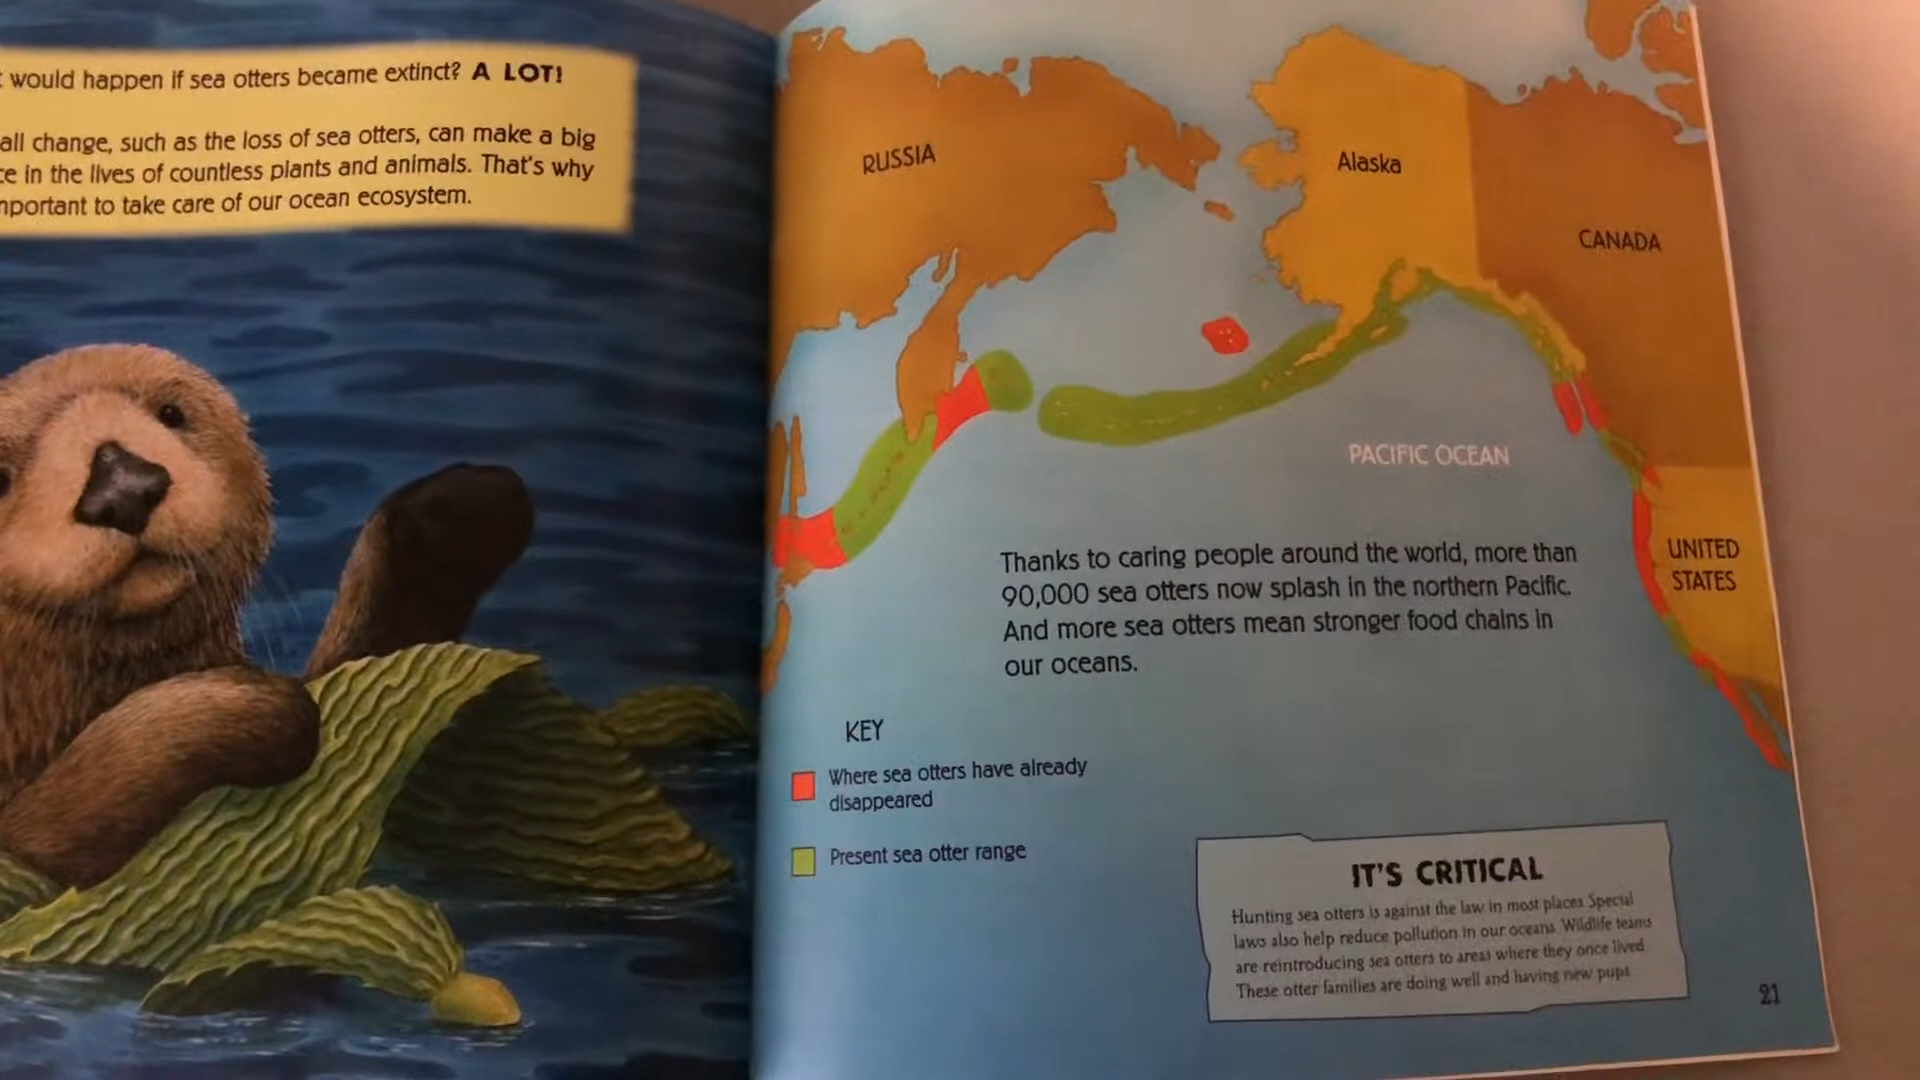 would happen if sea otters became extinct? A LOT!
all change, such as the loss of sea otters, can make a big
in the lives of countless plants and animals. That's why
to take care of our ocean ecosystem.
RUSSIA
Alaska
CANADA
PACIFIC OCEAN
UNITED
STATES
Thanks to caring people around the world, more than
90,000 sea otters now splash in the northern Pacific.
And more sea otters mean stronger food chains in
our oceans.
KEY
Where sea otters have already
disappeared
Present sea otter range
IT'S CRITICAL
Hunting sea otters is against the law in most places. Special
laws also help reduce pollution in our oceans. Wildlife teams
are reintroducing sea otters to areas where they once lived.
These otter families are doing well and having new pups.
21